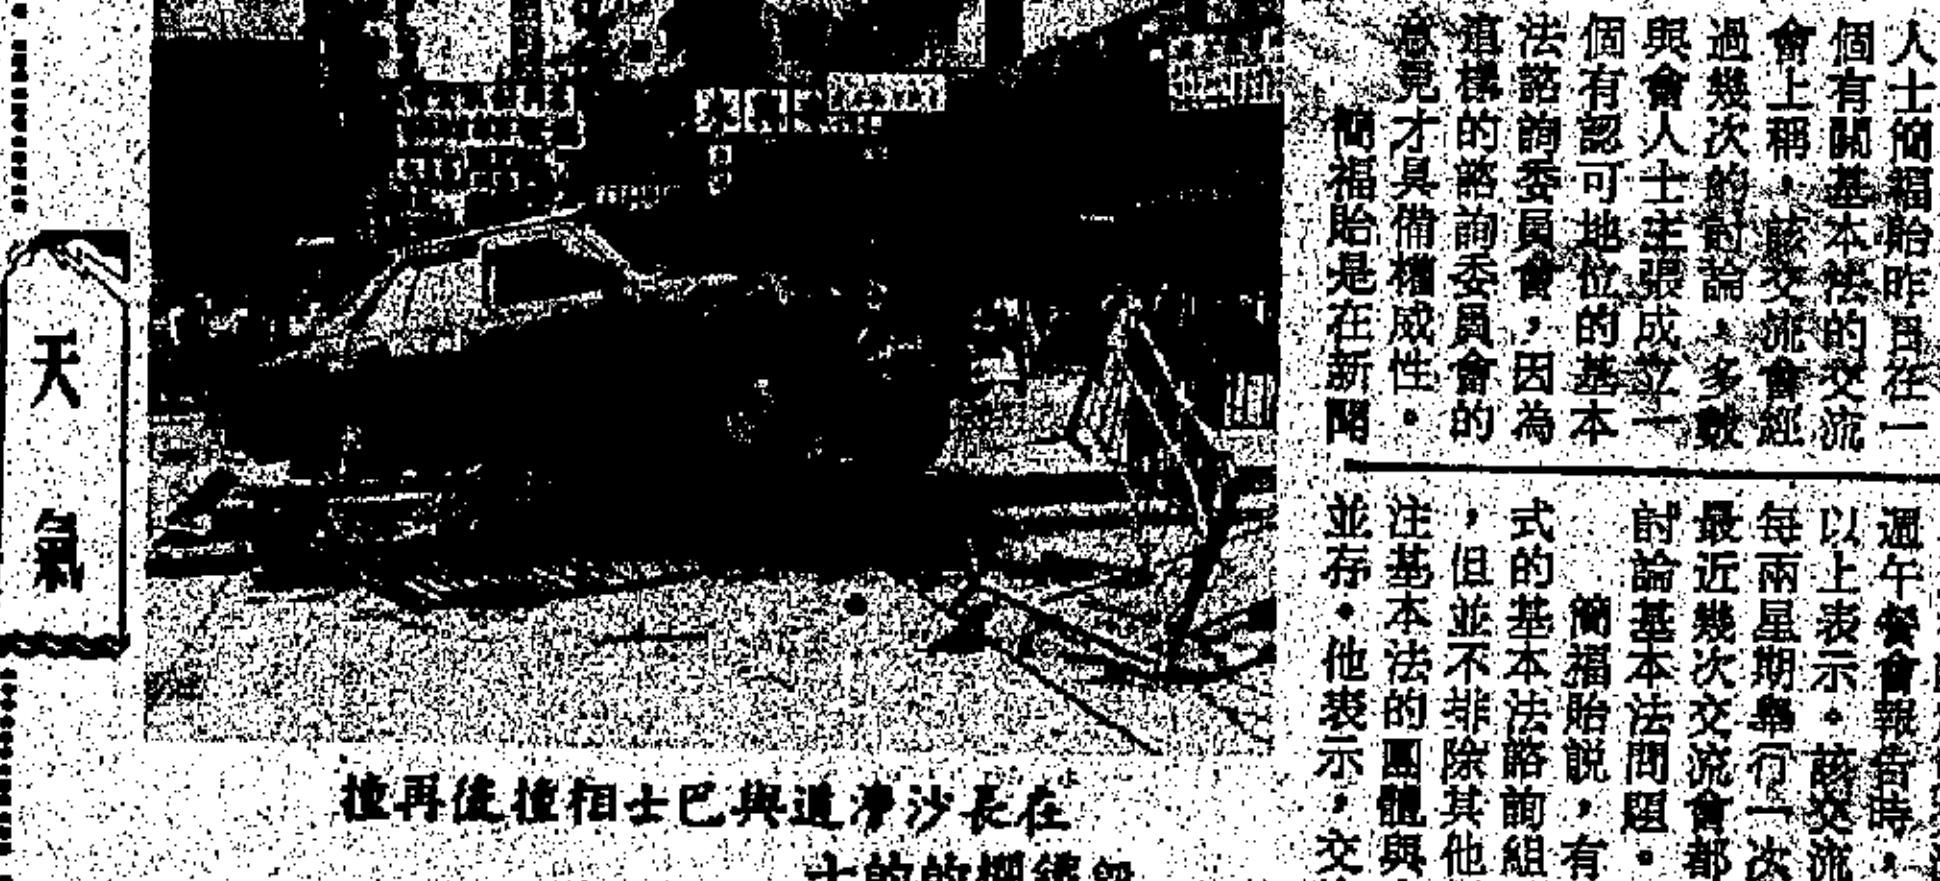 人士簡福貽昨日在一
個有關基本法的交流
會上稱，該交流會經
過幾次的討論，多數
與會人士主張成立一
個有認可地位的基本
法諮詢委員會，因為
這樣的諮詢委員會的
意見才具備權威性。
簡福貽是在新聞
週午餐會報告時，
以上表示。該交流
每兩星期舉行一次
最近幾次交流會都
討論基本法問題。
簡福貽說，有
式的基本法諮詢組
，但並不排除其他
注基本法的團體與
並存。他表示，交
在長沙灣道與巴士相撞後再撞
鐵欄的的士
天氣